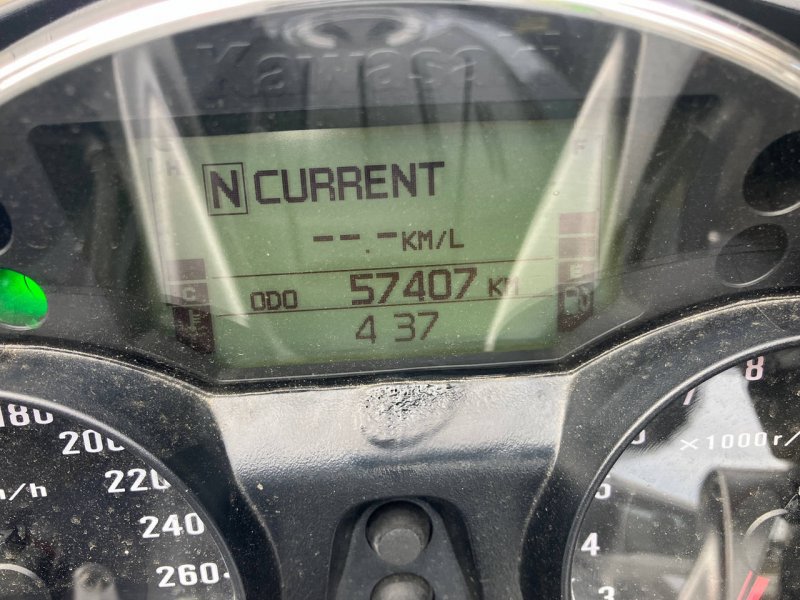 Kawasaki
H
F
N CURRENT
--.-KM/L
C
E
ODO 57407 KM
4 37
180
200
220
240
260
m/h
8
7
6
5
4
3
×1000r/